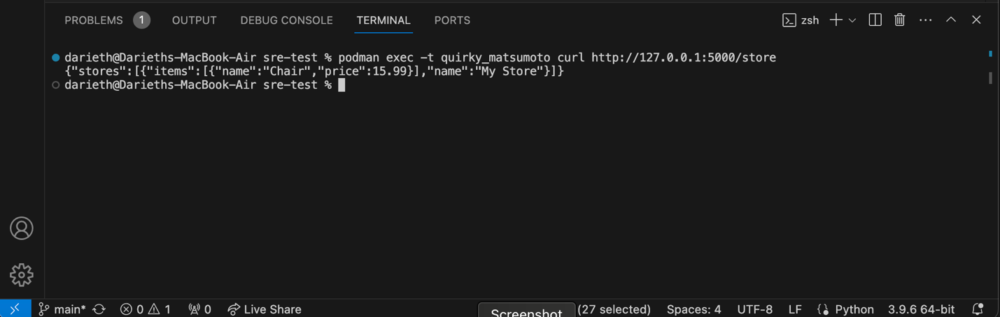 PROBLEMS 1 OUTPUT DEBUG CONSOLE TERMINAL PORTS zsh
darieth@Darieths-MacBook-Air sre-test % podman exec -t quirky_matsumoto curl http://127.0.0.1:5000/store
{"stores":[{"items":[{"name":"Chair","price":15.99}],"name":"My Store"}]}
darieth@Darieths-MacBook-Air sre-test %
main* 0 1 0 Live Share Screenshot (27 selected) Spaces: 4 UTF-8 LF Python 3.9.6 64-bit